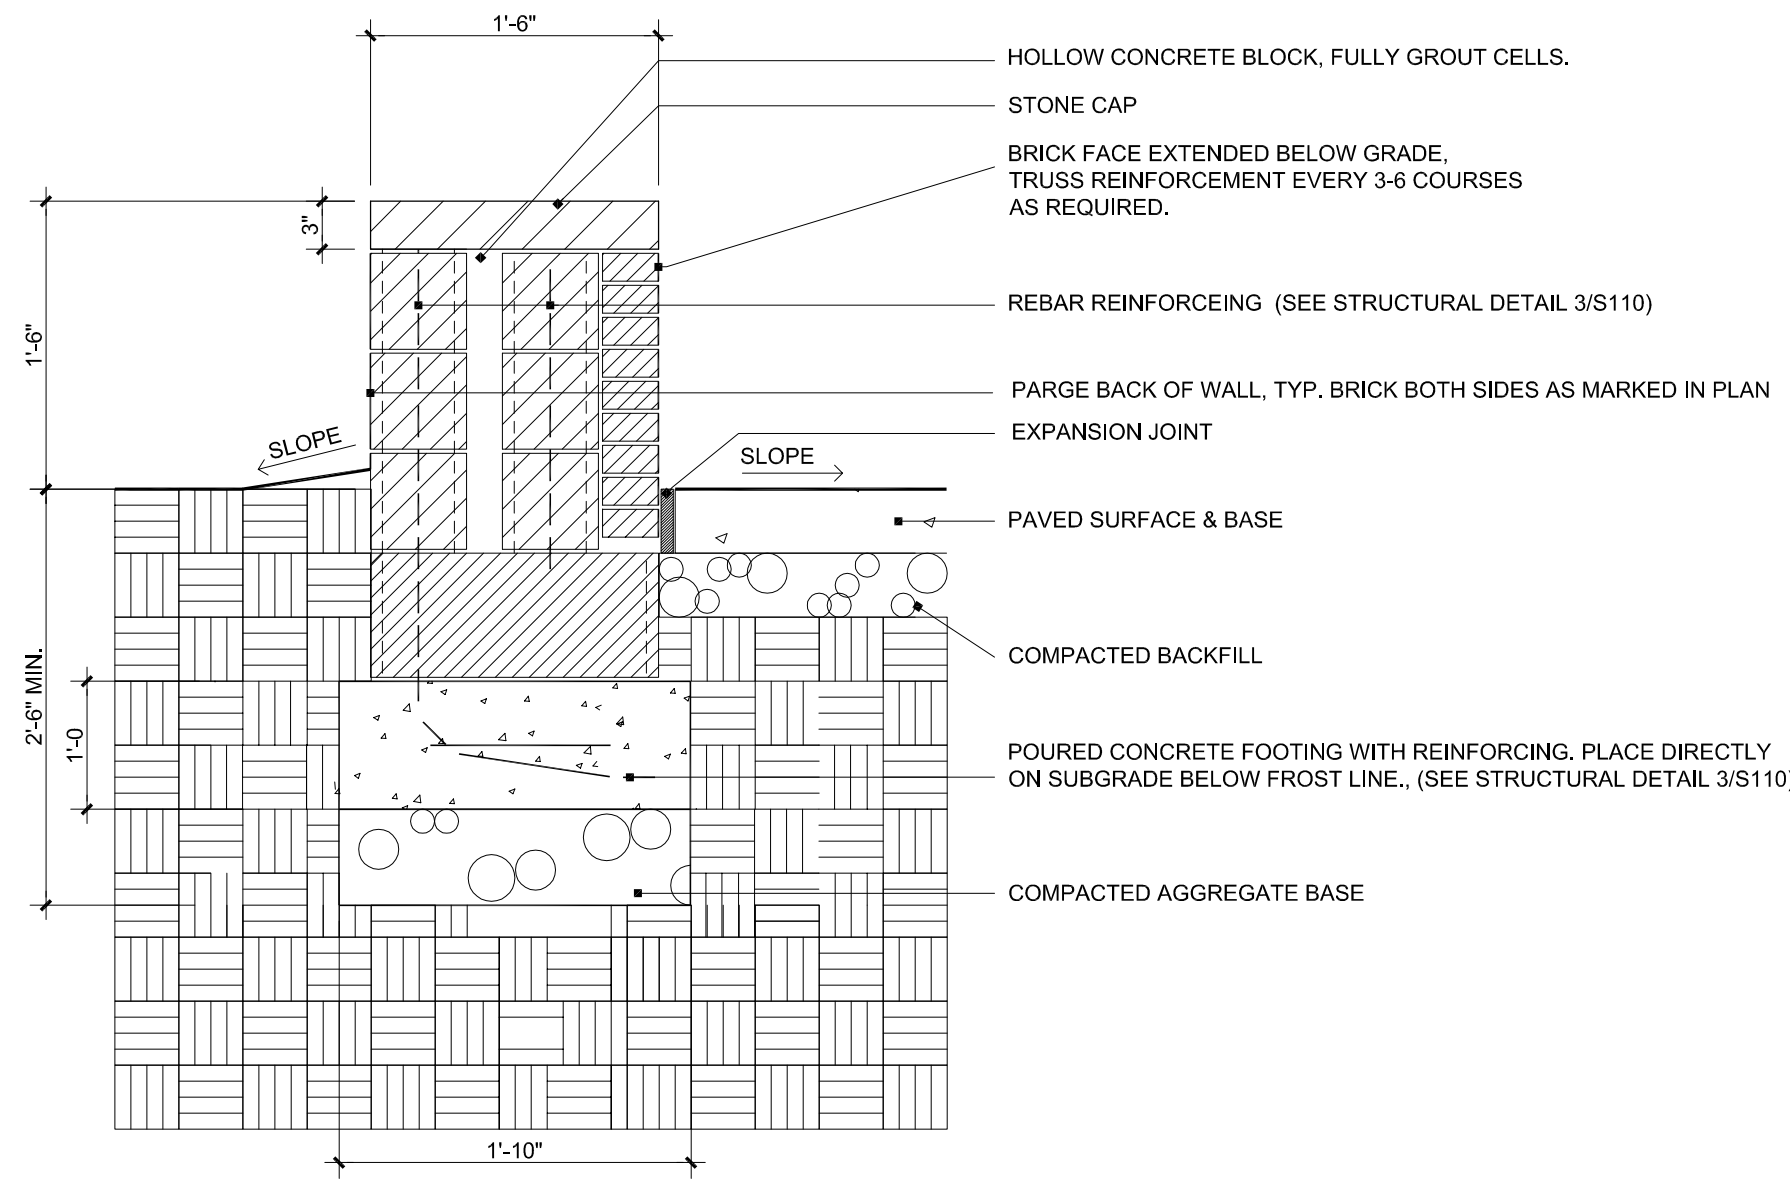 1'-6"
HOLLOW CONCRETE BLOCK, FULLY GROUT CELLS.
STONE CAP
BRICK FACE EXTENDED BELOW GRADE,
TRUSS REINFORCEMENT EVERY 3-6 COURSES
AS REQUIRED.
3"
REBAR REINFORCEING (SEE STRUCTURAL DETAIL 3/S110)
1'-6"
PARGE BACK OF WALL, TYP. BRICK BOTH SIDES AS MARKED IN PLAN
EXPANSION JOINT
SLOPE
SLOPE
PAVED SURFACE & BASE
COMPACTED BACKFILL
2'-6" MIN.
1'-0
POURED CONCRETE FOOTING WITH REINFORCING. PLACE DIRECTLY
ON SUBGRADE BELOW FROST LINE., (SEE STRUCTURAL DETAIL 3/S110)
COMPACTED AGGREGATE BASE
1'-10"